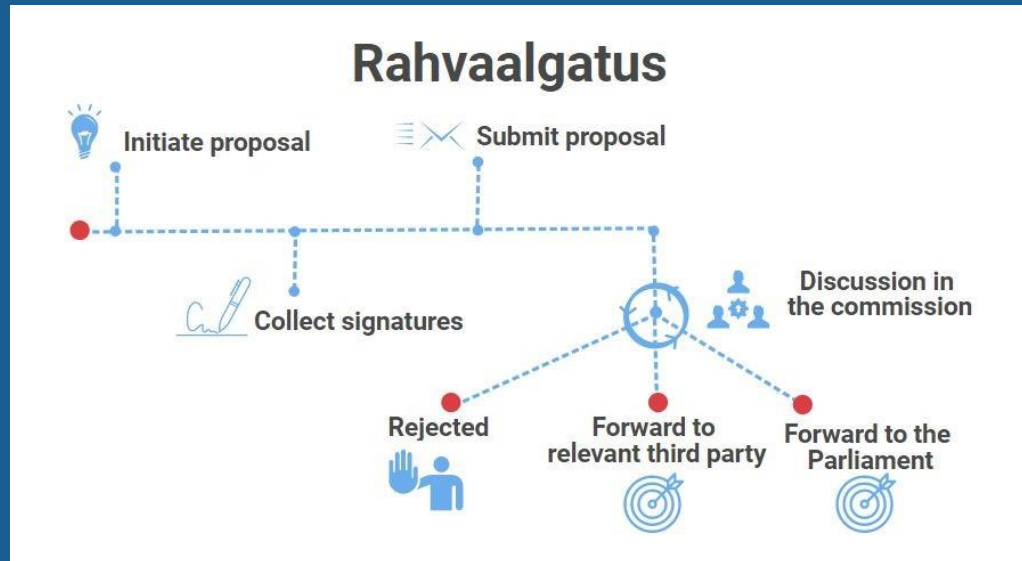 Rahvaalgatus
Initiate proposal
Submit proposal
Collect signatures
Discussion in
the commission
Rejected
Forward to
relevant third party
Forward to the
Parliament